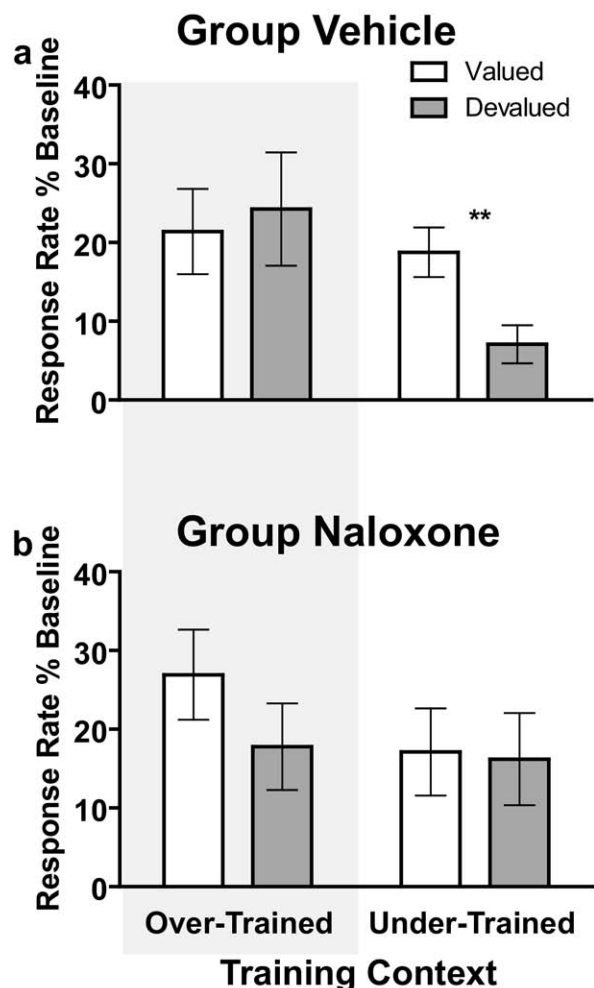 Group Vehicle
a
Valued
Devalued
Response Rate % Baseline
40
30
20
10
0
**
b
Group Naloxone
Response Rate % Baseline
40
30
20
10
0
Over-Trained
Under-Trained
Training Context